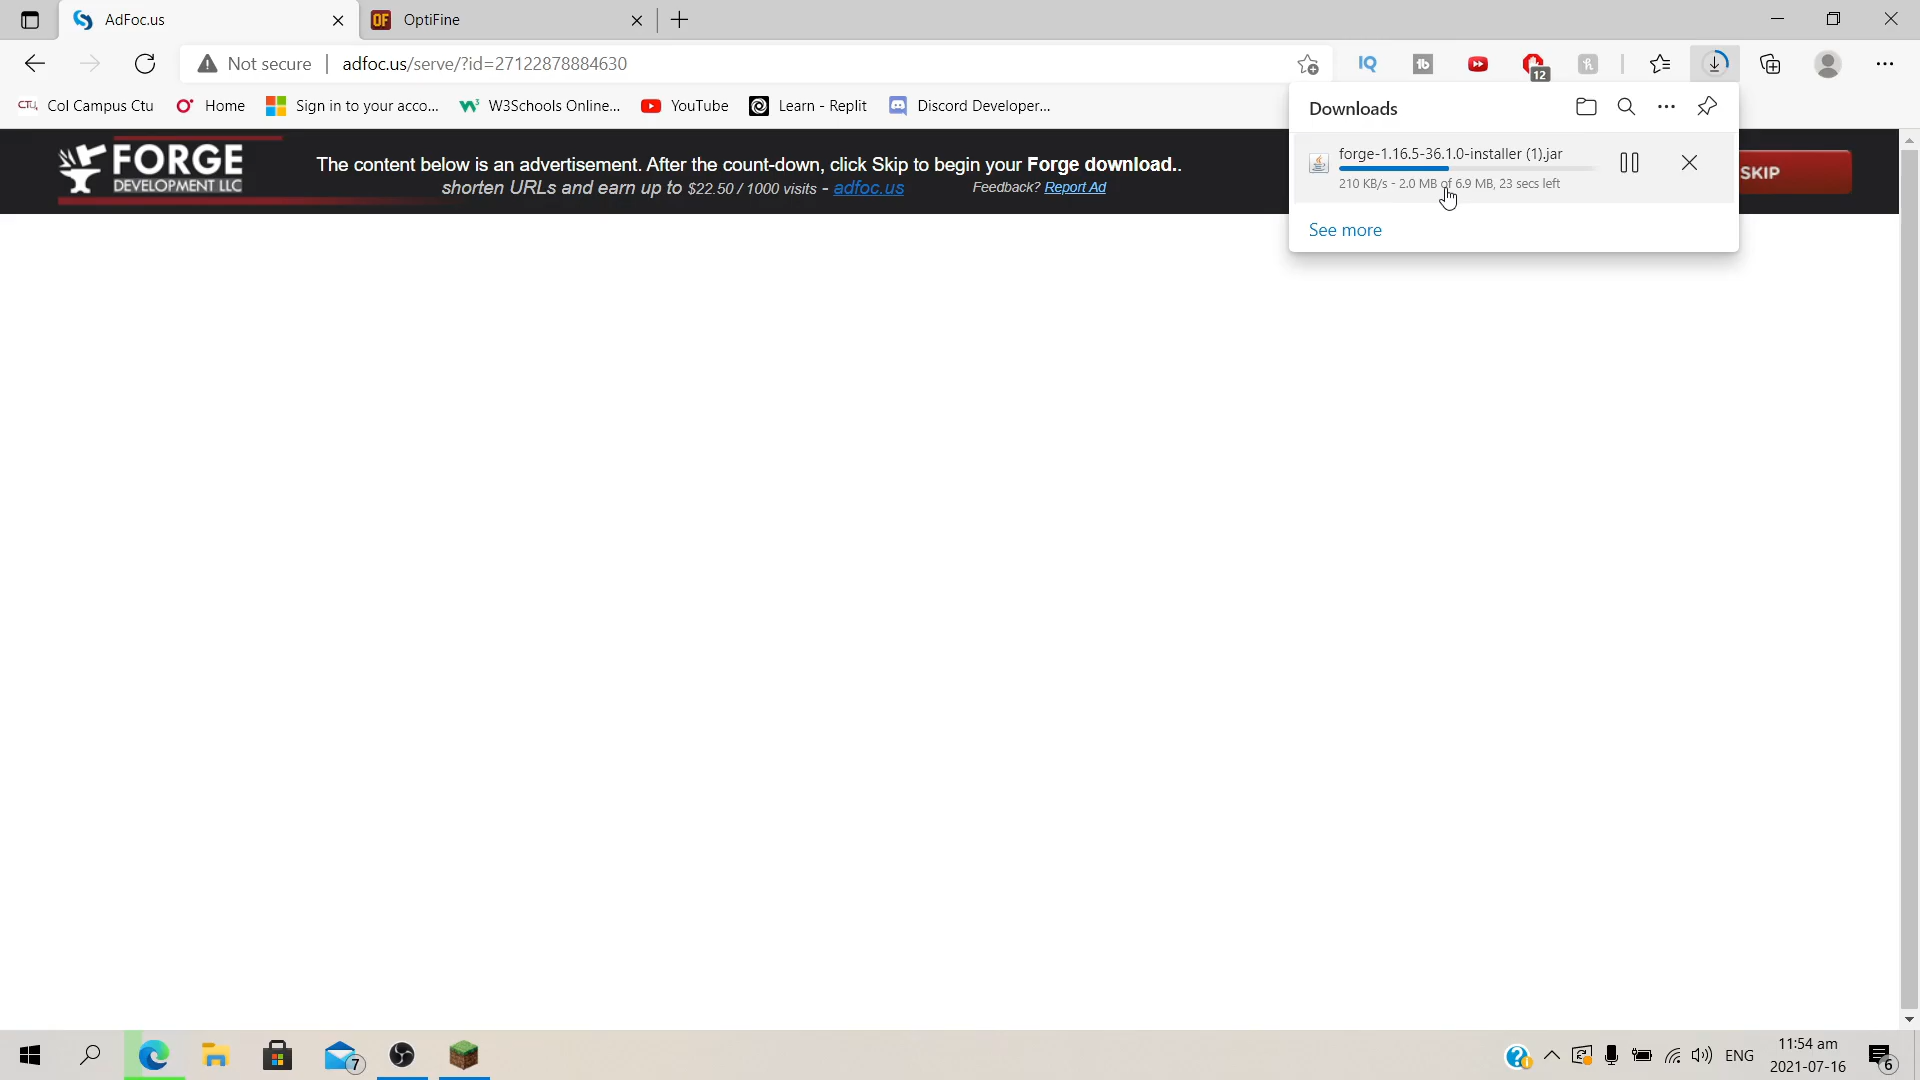 AdFoc.us
OF OptiFine
Not secure adfoc.us/serve/?id=27122878884630
IQ
tb
12
h
CTU Col Campus Ctu
Home
Sign in to your acco...
W3Schools Online...
YouTube
Learn - Replit
Discord Developer...
Downloads
forge-1.16.5-36.1.0-installer (1).jar
210 KB/s - 2.0 MB of 6.9 MB, 23 secs left
See more
FORGE
DEVELOPMENT LLC
The content below is an advertisement. After the count-down, click Skip to begin your Forge download..
shorten URLs and earn up to $22.50 / 1000 visits - adfoc.us
Feedback? Report Ad
SKIP
7
ENG
11:54 am
2021-07-16
6